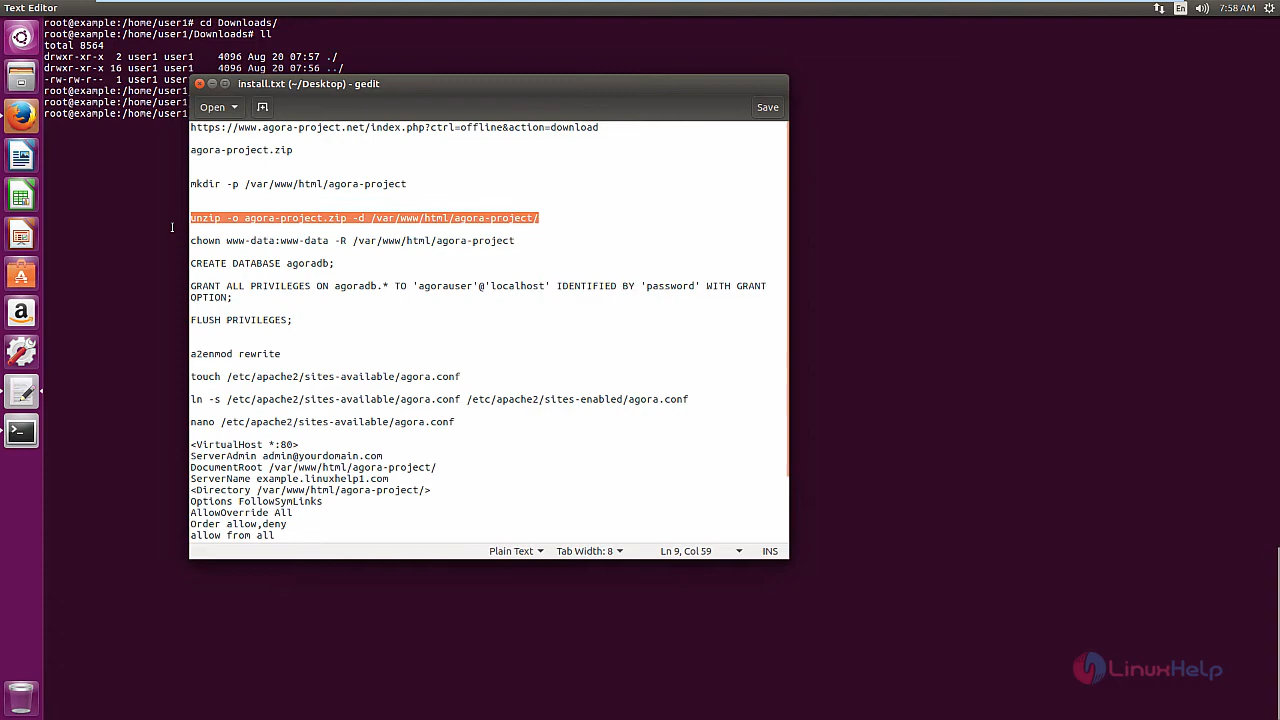 Text Editor
En
7:58 AM
root@example:/home/user1# cd Downloads/
root@example:/home/user1/Downloads# ll
total 8564
drwxr-xr-x 2 user1 user1 4096 Aug 20 07:57 ./
drwxr-xr-x 16 user1 user1 4096 Aug 20 07:56 ../
-rw-rw-r-- 1 user1 user1
root@example:/home/user1
root@example:/home/user1
root@example:/home/user1
Install.txt (~/Desktop) - gedit
Open
Save
https://www.agora-project.net/index.php?ctrl=offline&action=download
agora-project.zip
mkdir -p /var/www/html/agora-project
unzip -o agora-project.zip -d /var/www/html/agora-project/
chown www-data:www-data -R /var/www/html/agora-project
CREATE DATABASE agoradb;
GRANT ALL PRIVILEGES ON agoradb.* TO 'agorauser'@'localhost' IDENTIFIED BY 'password' WITH GRANT
OPTION;
FLUSH PRIVILEGES;
a2enmod rewrite
touch /etc/apache2/sites-available/agora.conf
ln -s /etc/apache2/sites-available/agora.conf /etc/apache2/sites-enabled/agora.conf
nano /etc/apache2/sites-available/agora.conf
<VirtualHost *:80>
ServerAdmin admin@yourdomain.com
DocumentRoot /var/www/html/agora-project/
ServerName example.linuxhelp1.com
<Directory /var/www/html/agora-project/>
Options FollowSymLinks
AllowOverride All
Order allow,deny
allow from all
Plain Text
Tab Width: 8
Ln 9, Col 59
INS
LinuxHelp